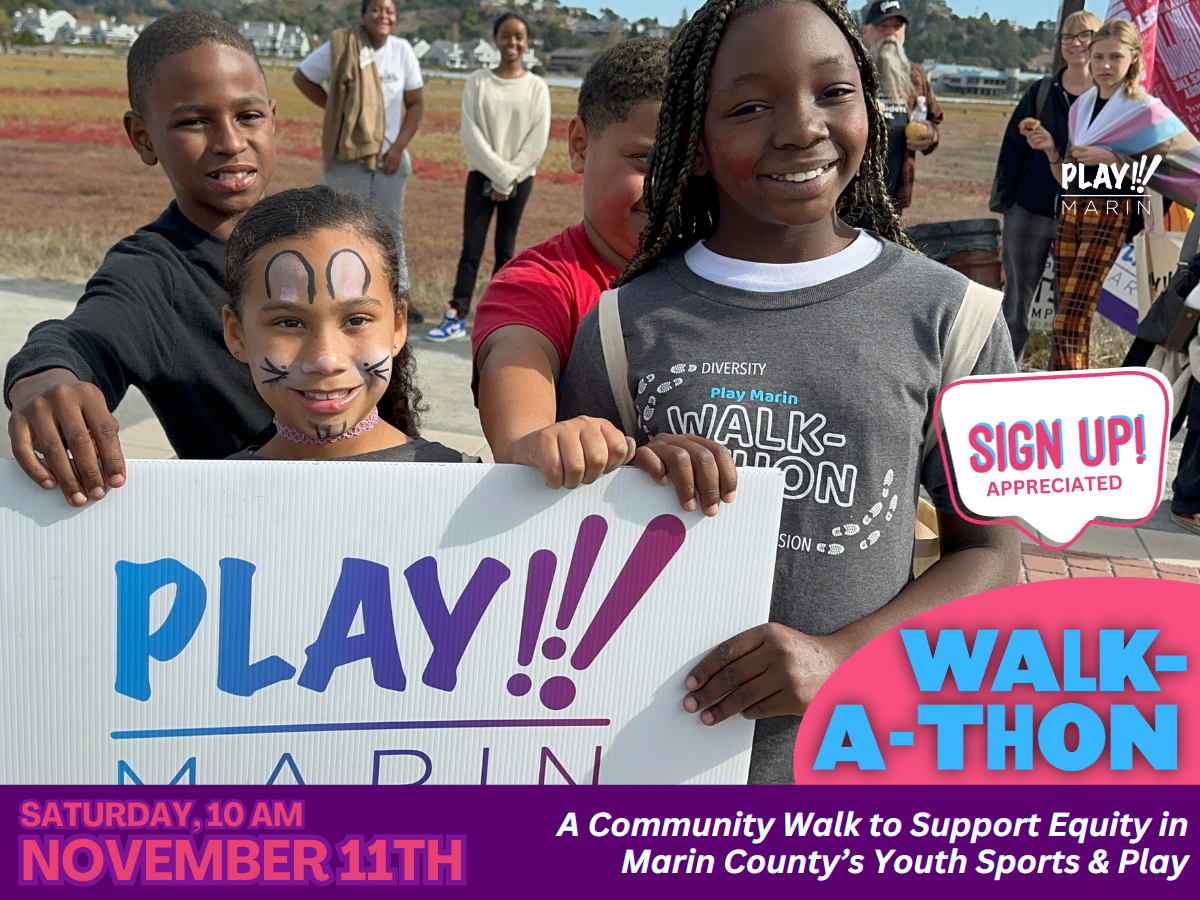 PLAY!!!
MARIN
DIVERSITY
Play Marin
WALK-
SIGN UP!
APPRECIATED
PLAY!!!
MARIN
WALK-
A-THON
SATURDAY, 10 AM
NOVEMBER 11TH
A Community Walk to Support Equity in
Marin County’s Youth Sports & Play